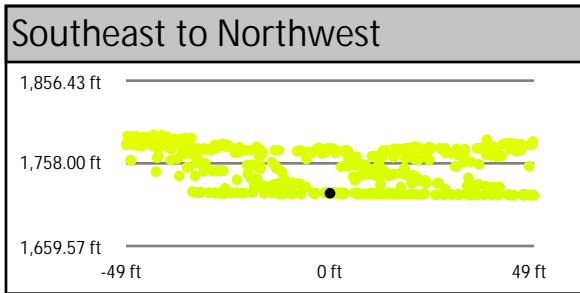 Southeast to Northwest
1,856.43 ft
1,758.00 ft
1,659.57 ft
-49 ft 0 ft 49 ft